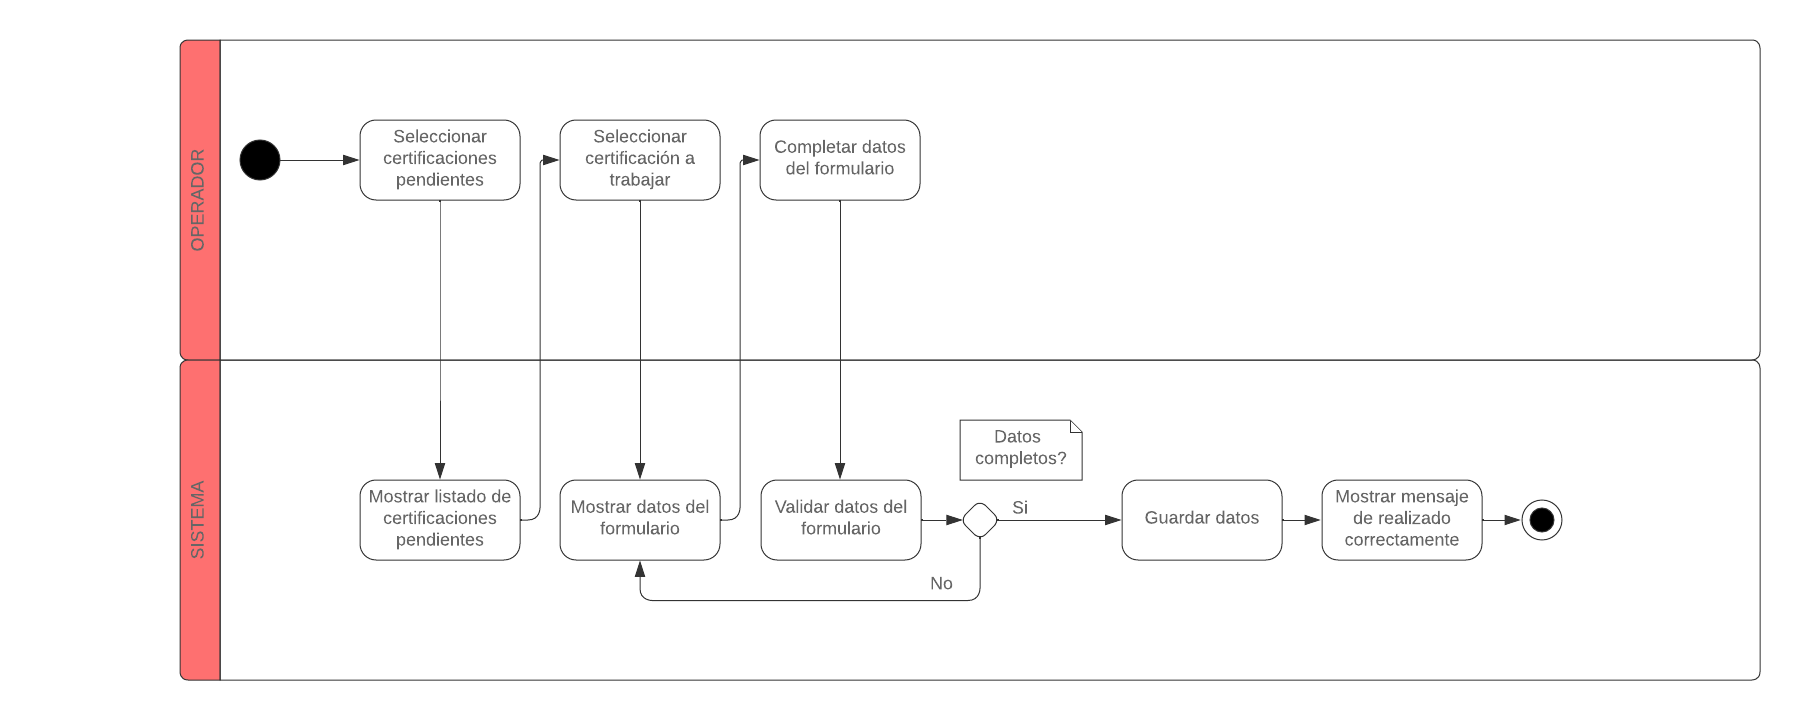 OPERADOR
Seleccionar
certificaciones
pendientes
Seleccionar
certificación a
trabajar
Completar datos
del formulario
SISTEMA
Mostrar listado de
certificaciones
pendientes
Mostrar datos del
formulario
Validar datos del
formulario
Datos
completos?
Si
No
Guardar datos
Mostrar mensaje
de realizado
correctamente